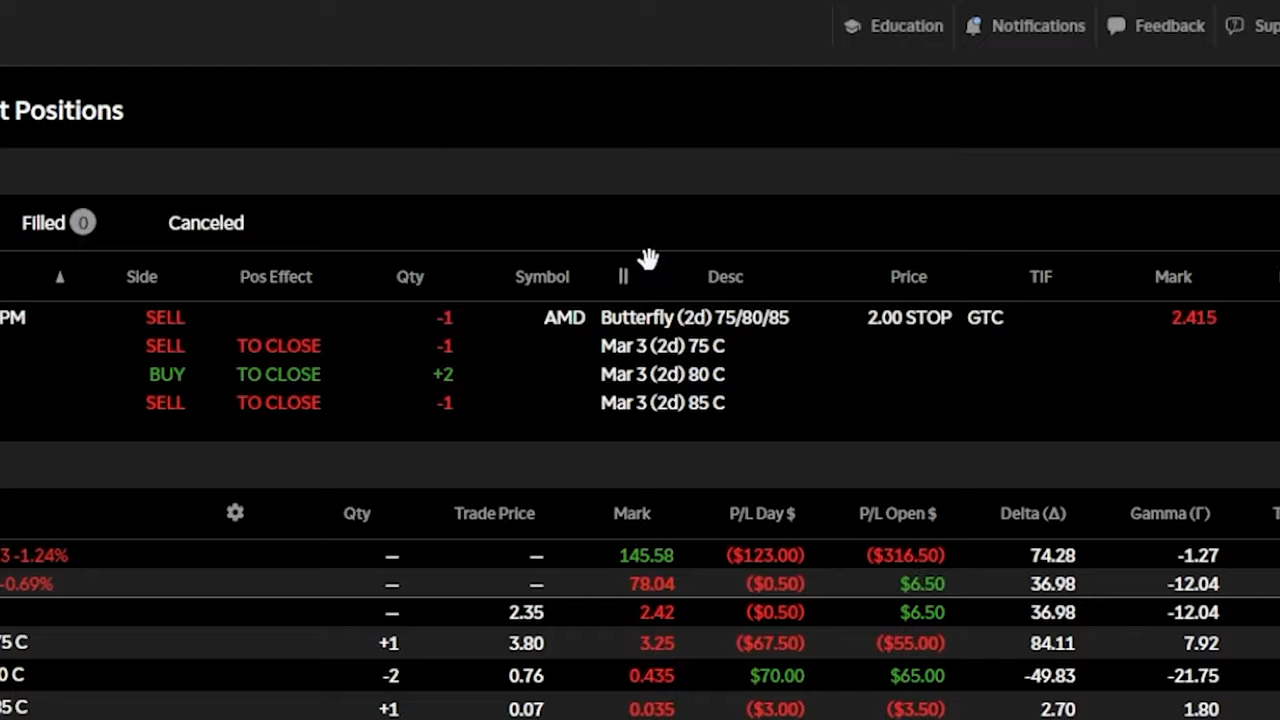 Education Notifications Feedback Sup
t Positions
Filled 0 Canceled
▲ Side Pos Effect Qty Symbol || Desc Price TIF Mark
PM SELL -1 AMD Butterfly (2d) 75/80/85 2.00 STOP GTC 2.415
SELL TO CLOSE -1 Mar 3 (2d) 75 C
BUY TO CLOSE +2 Mar 3 (2d) 80 C
SELL TO CLOSE -1 Mar 3 (2d) 85 C
Qty Trade Price Mark P/L Day $ P/L Open $ Delta (Δ) Gamma (Γ) T
3 -1.24% — — 145.58 ($123.00) ($316.50) 74.28 -1.27
-0.69% — — 78.04 ($0.50) $6.50 36.98 -12.04
— 2.35 2.42 ($0.50) $6.50 36.98 -12.04
5 C +1 3.80 3.25 ($67.50) ($55.00) 84.11 7.92
0 C -2 0.76 0.435 $70.00 $65.00 -49.83 -21.75
5 C +1 0.07 0.035 ($3.00) ($3.50) 2.70 1.80